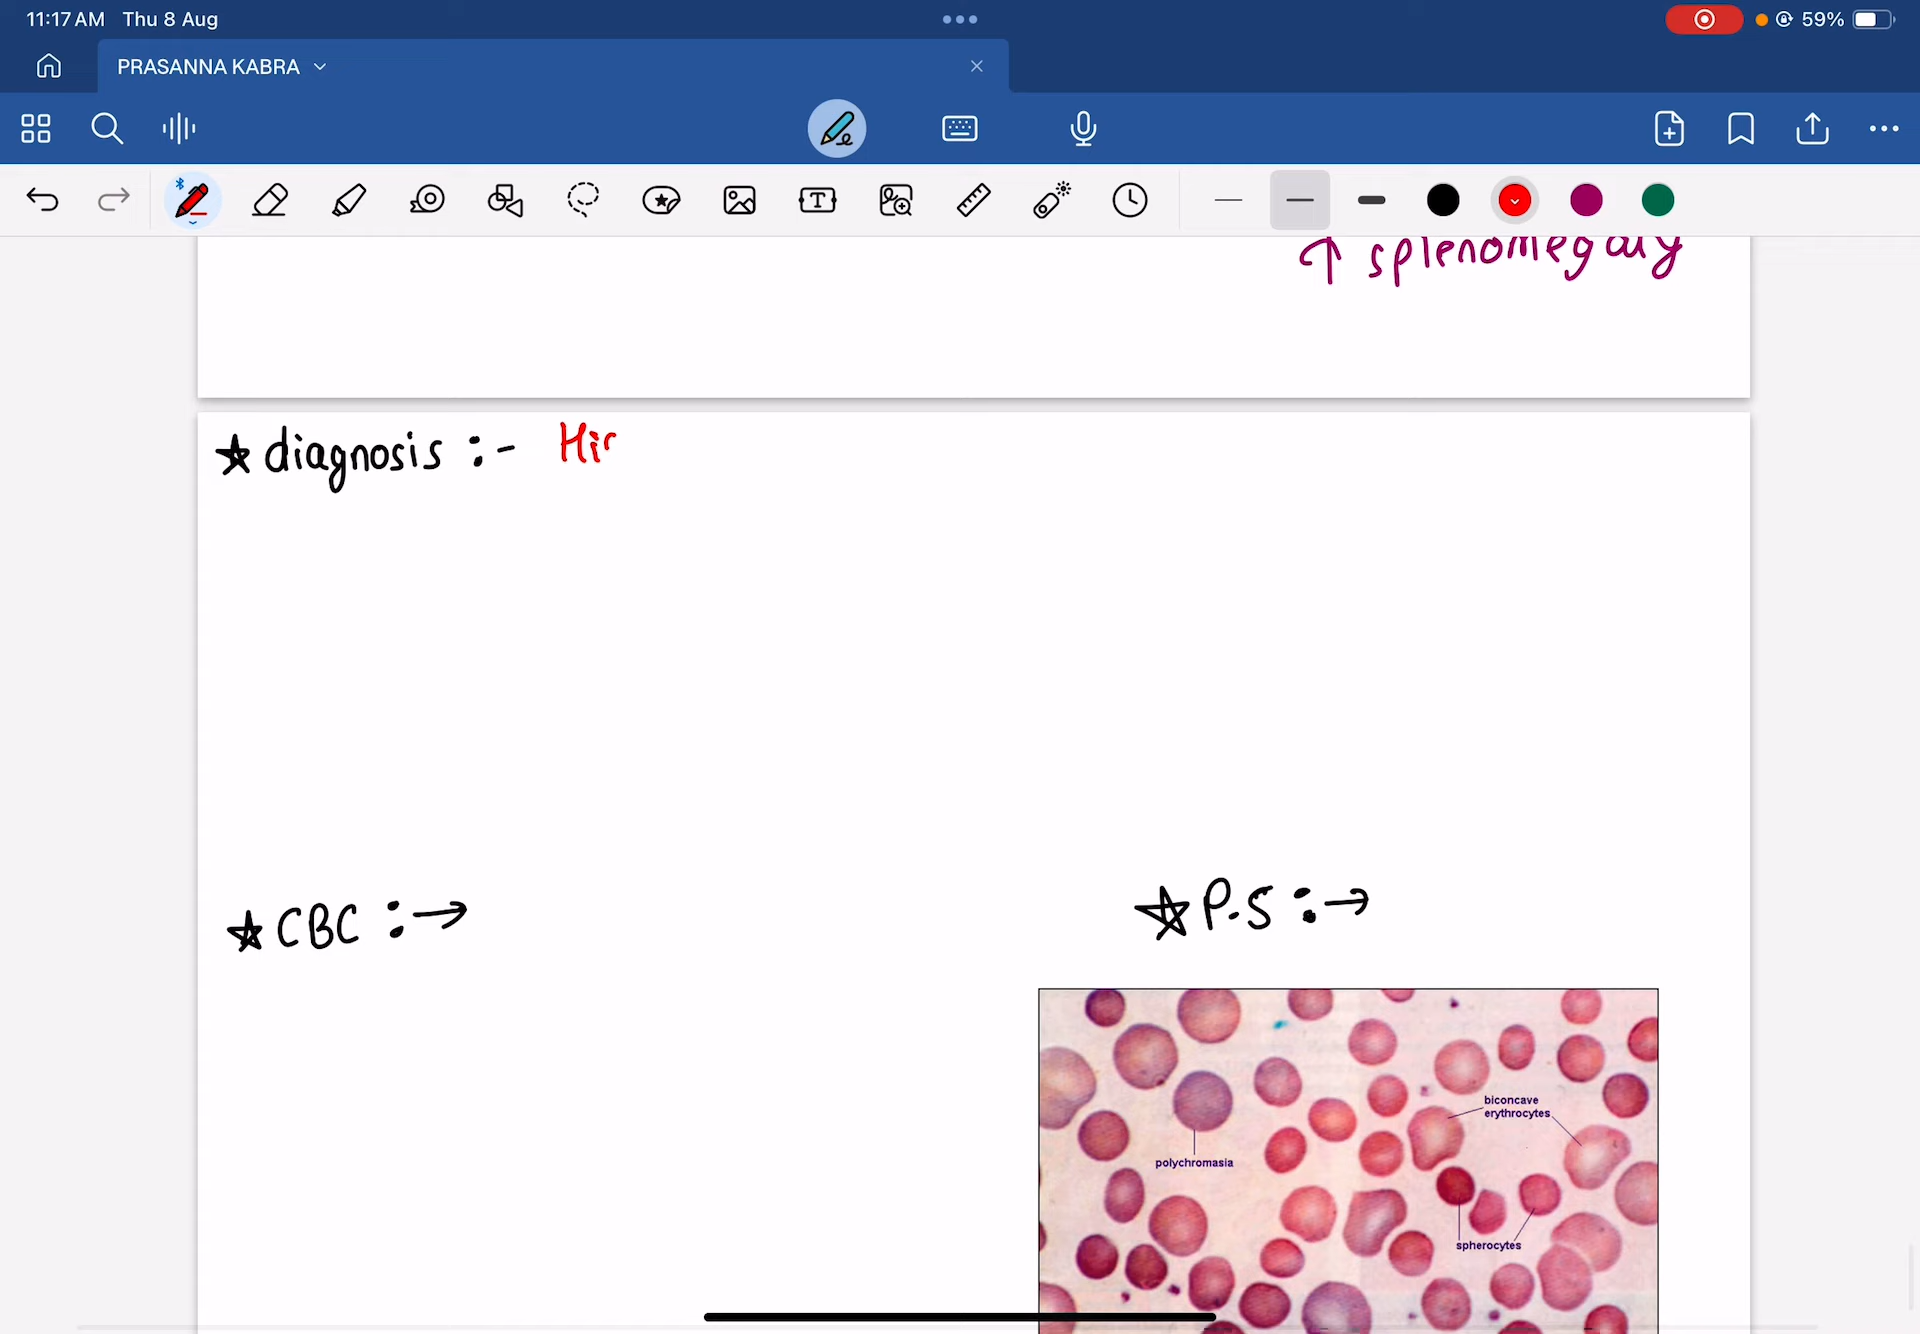 11:17 AM Thu 8 Aug
59%
PRASANNA KABRA
↑ splenomegaly
★ diagnosis :- Hir
★ CBC :→
★ P.S :→
biconcave
erythrocytes
polychromasia
spherocytes